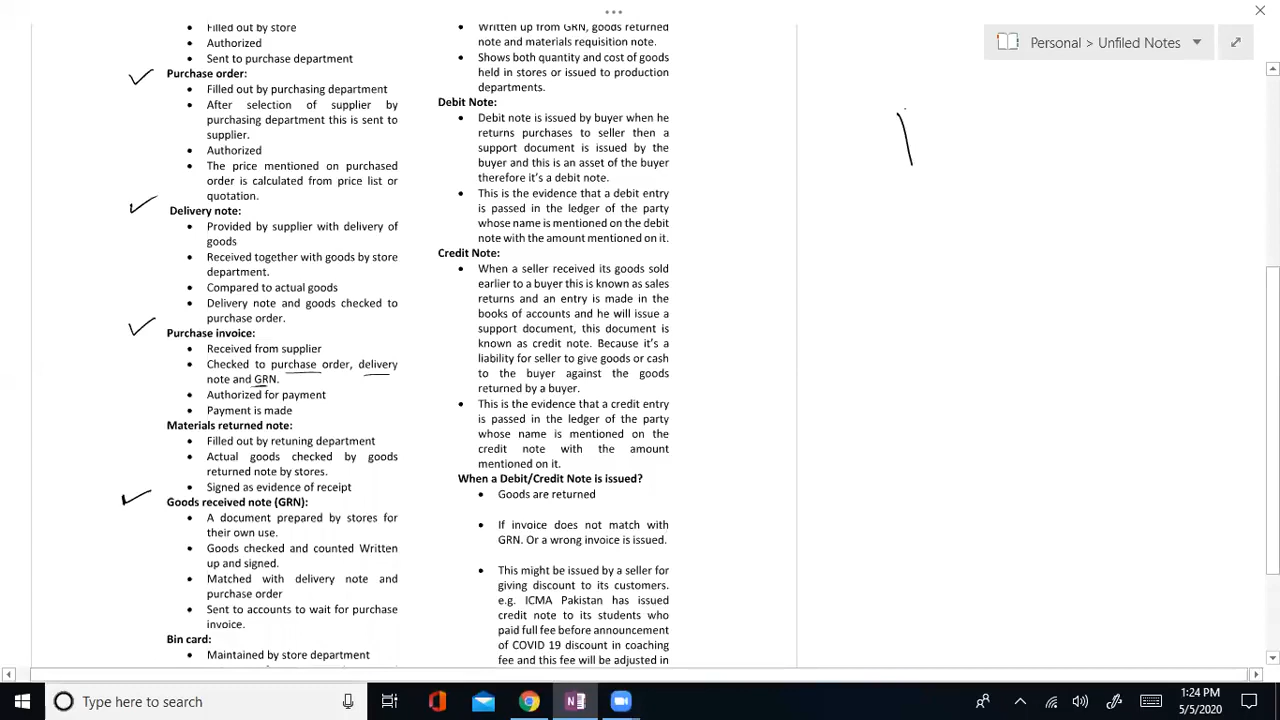 Personal > Unfiled Notes
• Filled out by store
• Authorized
• Sent to purchase department
Purchase order:
• Filled out by purchasing department
• After selection of supplier by
purchasing department this is sent to
supplier.
• Authorized
• The price mentioned on purchased
order is calculated from price list or
quotation.
Delivery note:
• Provided by supplier with delivery of
goods
• Received together with goods by store
department.
• Compared to actual goods
• Delivery note and goods checked to
purchase order.
Purchase invoice:
• Received from supplier
• Checked to purchase order, delivery
note and GRN.
• Authorized for payment
• Payment is made
Materials returned note:
• Filled out by retuning department
• Actual goods checked by goods
returned note by stores.
• Signed as evidence of receipt
Goods received note (GRN):
• A document prepared by stores for
their own use.
• Goods checked and counted Written
up and signed.
• Matched with delivery note and
purchase order
• Sent to accounts to wait for purchase
invoice.
Bin card:
• Maintained by store department
• Written up from GRN, goods returned
note and materials requisition note.
• Shows both quantity and cost of goods
held in stores or issued to production
departments.
Debit Note:
• Debit note is issued by buyer when he
returns purchases to seller then a
support document is issued by the
buyer and this is an asset of the buyer
therefore it's a debit note.
• This is the evidence that a debit entry
is passed in the ledger of the party
whose name is mentioned on the debit
note with the amount mentioned on it.
Credit Note:
• When a seller received its goods sold
earlier to a buyer this is known as sales
returns and an entry is made in the
books of accounts and he will issue a
support document, this document is
known as credit note. Because it's a
liability for seller to give goods or cash
to the buyer against the goods
returned by a buyer.
• This is the evidence that a credit entry
is passed in the ledger of the party
whose name is mentioned on the
credit note with the amount
mentioned on it.
When a Debit/Credit Note is issued?
• Goods are returned
• If invoice does not match with
GRN. Or a wrong invoice is issued.
• This might be issued by a seller for
giving discount to its customers.
e.g. ICMA Pakistan has issued
credit note to its students who
paid full fee before announcement
of COVID 19 discount in coaching
fee and this fee will be adjusted in
Type here to search
1:24 PM
5/5/2020